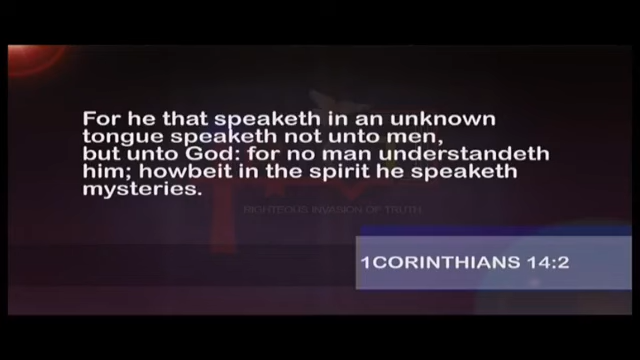 For he that speaketh in an unknown
tongue speaketh not unto men,
but unto God: for no man understandeth
him; howbeit in the spirit he speaketh
mysteries.
RIGHTEOUS INVASION OF TRUTH
1CORINTHIANS 14:2